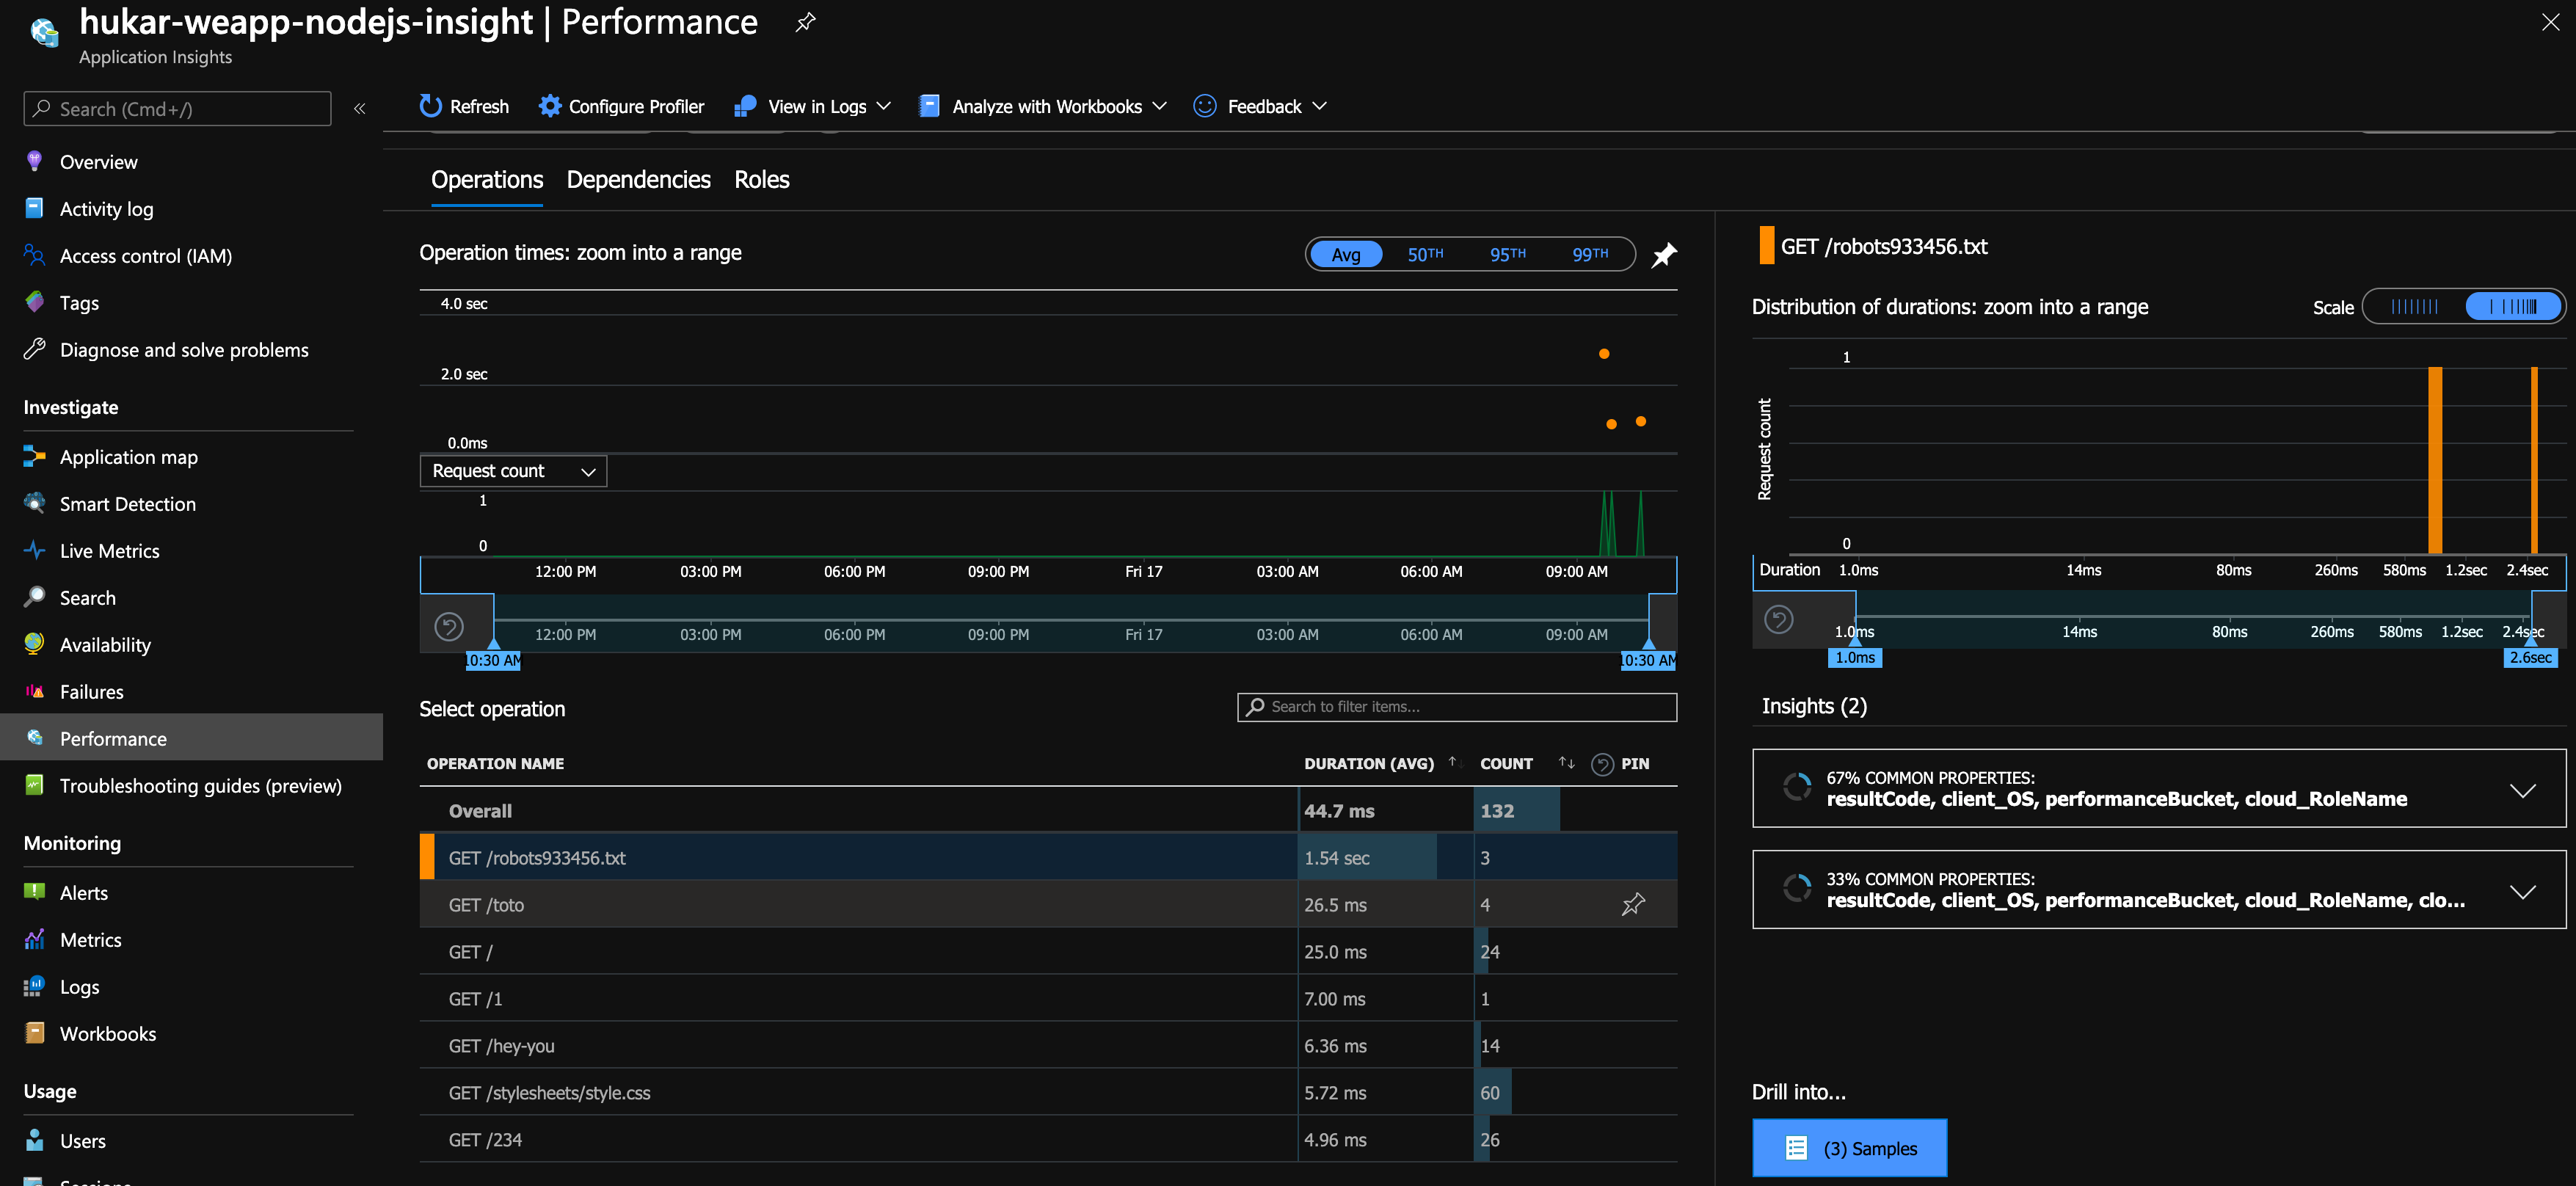 hukar-weapp-nodejs-insight | Performance
Application Insights
Search (Cmd+/)
Overview
Activity log
Access control (IAM)
Tags
Diagnose and solve problems
Investigate
Application map
Smart Detection
Live Metrics
Search
Availability
Failures
Performance
Troubleshooting guides (preview)
Monitoring
Alerts
Metrics
Logs
Workbooks
Usage
Users
Sessions
Refresh
Configure Profiler
View in Logs
Analyze with Workbooks
Feedback
Operations Dependencies Roles
Operation times: zoom into a range
Avg 50TH 95TH 99TH
4.0 sec
2.0 sec
0.0ms
Request count
1
0
12:00 PM 03:00 PM 06:00 PM 09:00 PM Fri 17 03:00 AM 06:00 AM 09:00 AM
12:00 PM 03:00 PM 06:00 PM 09:00 PM Fri 17 03:00 AM 06:00 AM 09:00 AM
10:30 AM 10:30 AM
Select operation
Search to filter items...
OPERATION NAME DURATION (AVG) COUNT PIN
Overall 44.7 ms 132
GET /robots933456.txt 1.54 sec 3
GET /toto 26.5 ms 4
GET / 25.0 ms 24
GET /1 7.00 ms 1
GET /hey-you 6.36 ms 14
GET /stylesheets/style.css 5.72 ms 60
GET /234 4.96 ms 26
GET /robots933456.txt
Distribution of durations: zoom into a range
Scale
1
Request count
0
Duration 1.0ms 14ms 80ms 260ms 580ms 1.2sec 2.4sec
1.0ms 14ms 80ms 260ms 580ms 1.2sec 2.4sec
1.0ms 2.6sec
Insights (2)
67% COMMON PROPERTIES:
resultCode, client_OS, performanceBucket, cloud_RoleName
33% COMMON PROPERTIES:
resultCode, client_OS, performanceBucket, cloud_RoleName, clo...
Drill into...
(3) Samples